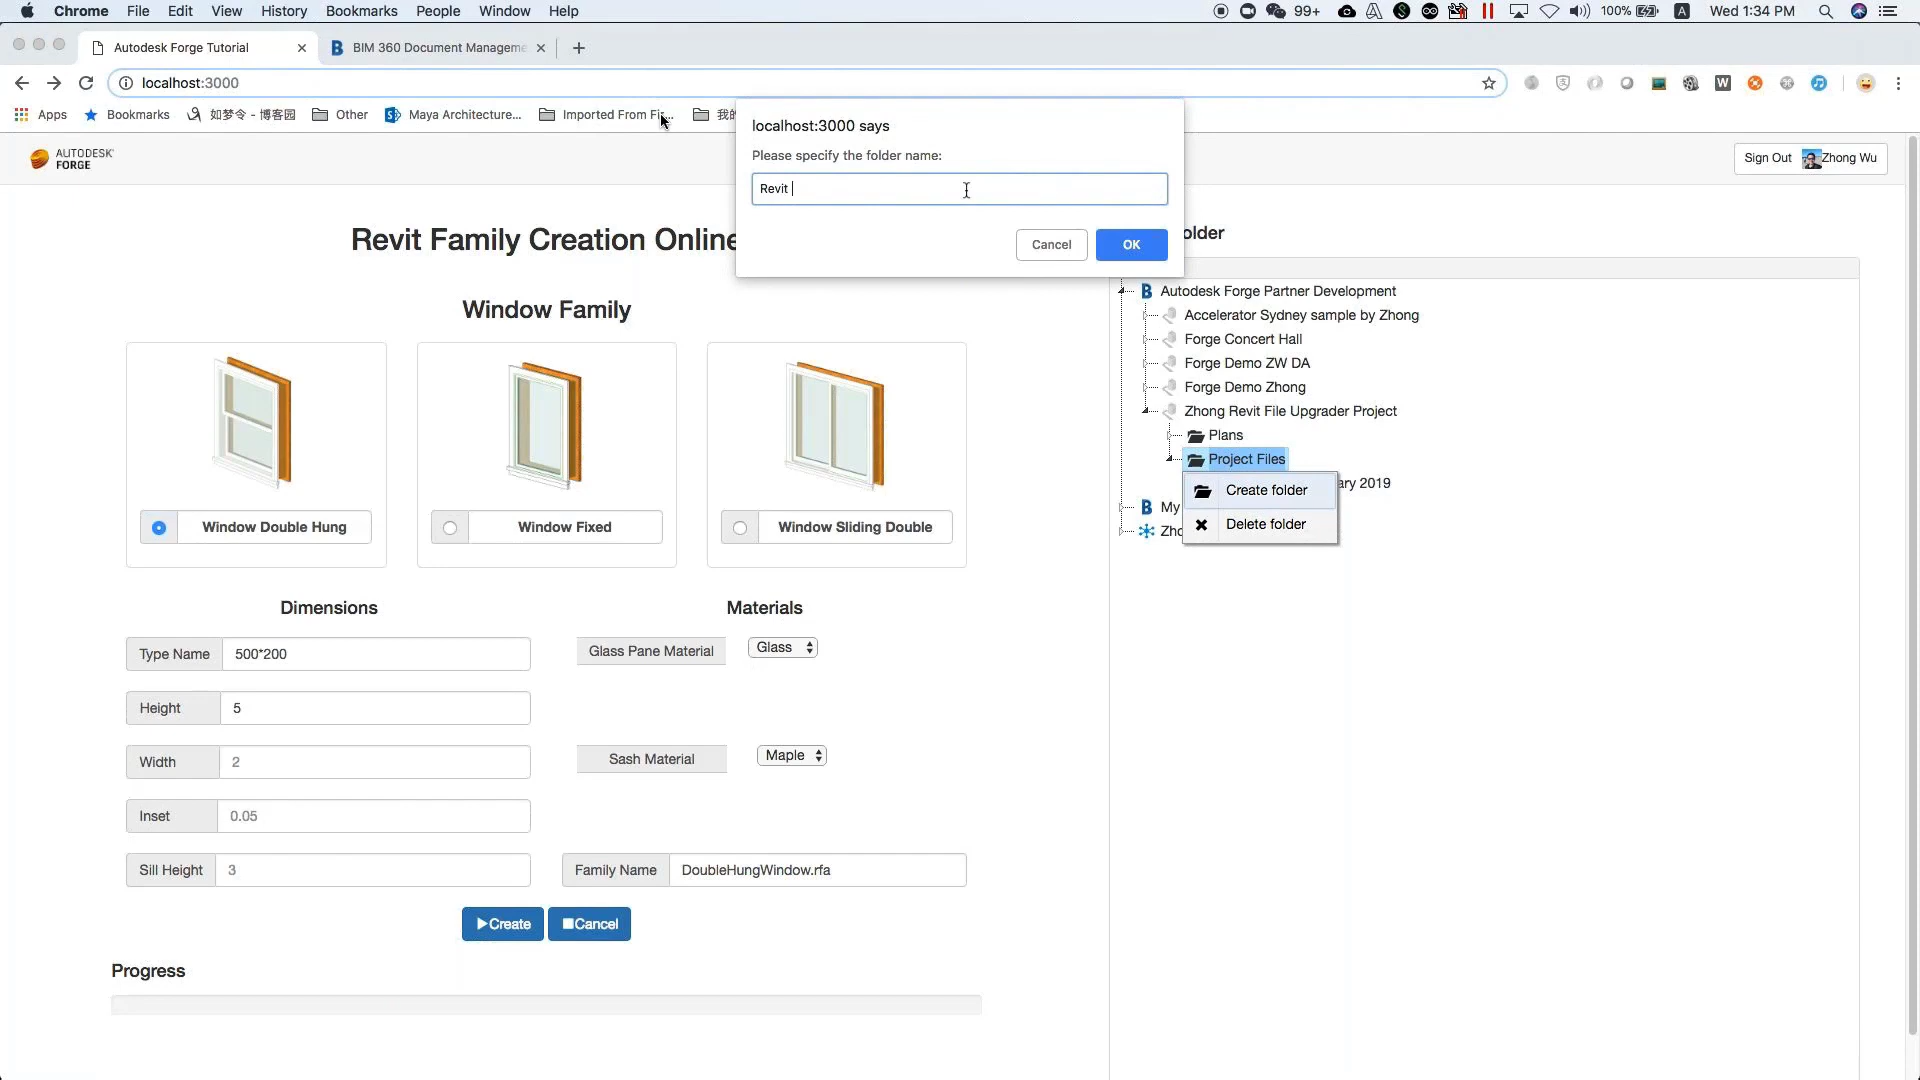 Chrome File Edit View History Bookmarks People Window Help 99+ 100% A Wed 1:34 PM
Autodesk Forge Tutorial
BIM 360 Document Manageme
localhost:3000
Apps Bookmarks 如梦令 - 博客园 Other Maya Architecture... Imported From Fi... 我的
localhost:3000 says
Please specify the folder name:
Revit
Cancel OK
AUTODESK
FORGE
Sign Out Zhong Wu
Revit Family Creation Online
older
Window Family
Window Double Hung
Window Fixed
Window Sliding Double
Dimensions
Type Name 500*200
Height 5
Width 2
Inset 0.05
Sill Height 3
Materials
Glass Pane Material Glass
Sash Material Maple
Family Name DoubleHungWindow.rfa
Create Cancel
Progress
Autodesk Forge Partner Development
Accelerator Sydney sample by Zhong
Forge Concert Hall
Forge Demo ZW DA
Forge Demo Zhong
Zhong Revit File Upgrader Project
Plans
Project Files
Create folder
Delete folder
ary 2019
My
Zho